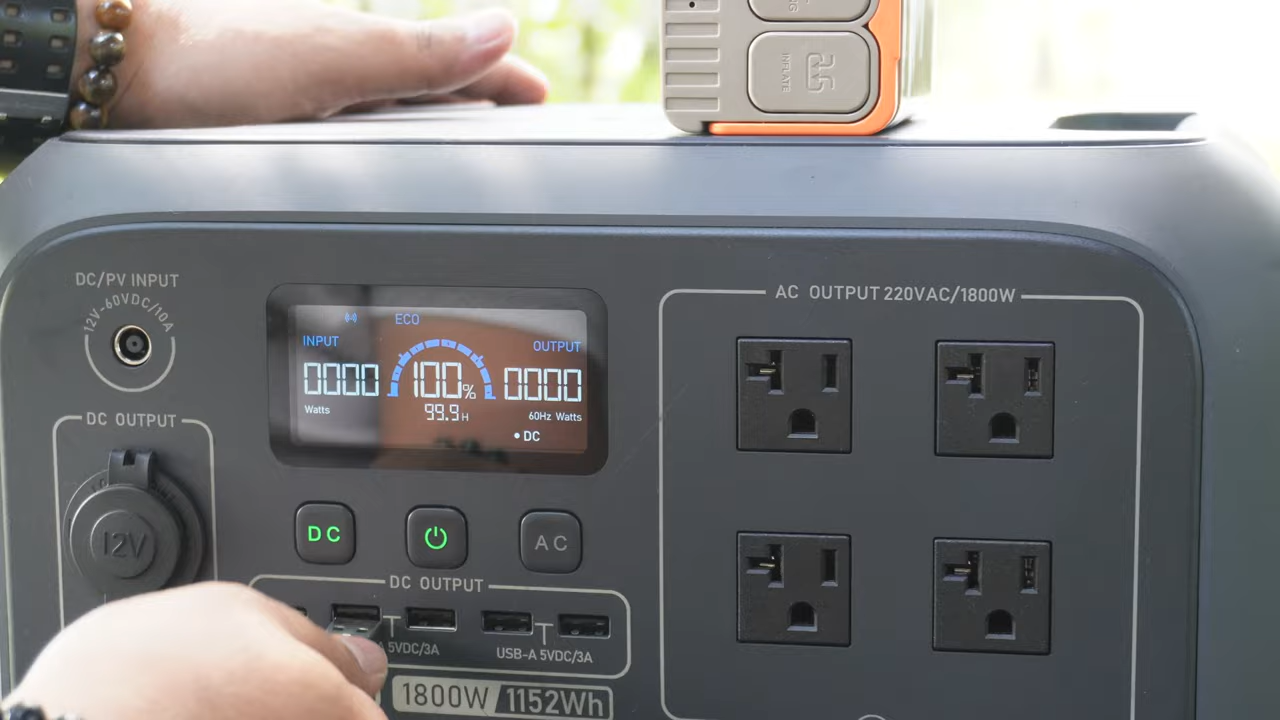 INFLATE
DC/PV INPUT
12V-60VDC/10A
AC OUTPUT 220VAC/1800W
ECO
INPUT
OUTPUT
0000
100%
0000
Watts
99.9H
60Hz Watts
• DC
DC OUTPUT
12V
DC
AC
DC OUTPUT
5VDC/3A
USB-A 5VDC/3A
1800W/1152Wh